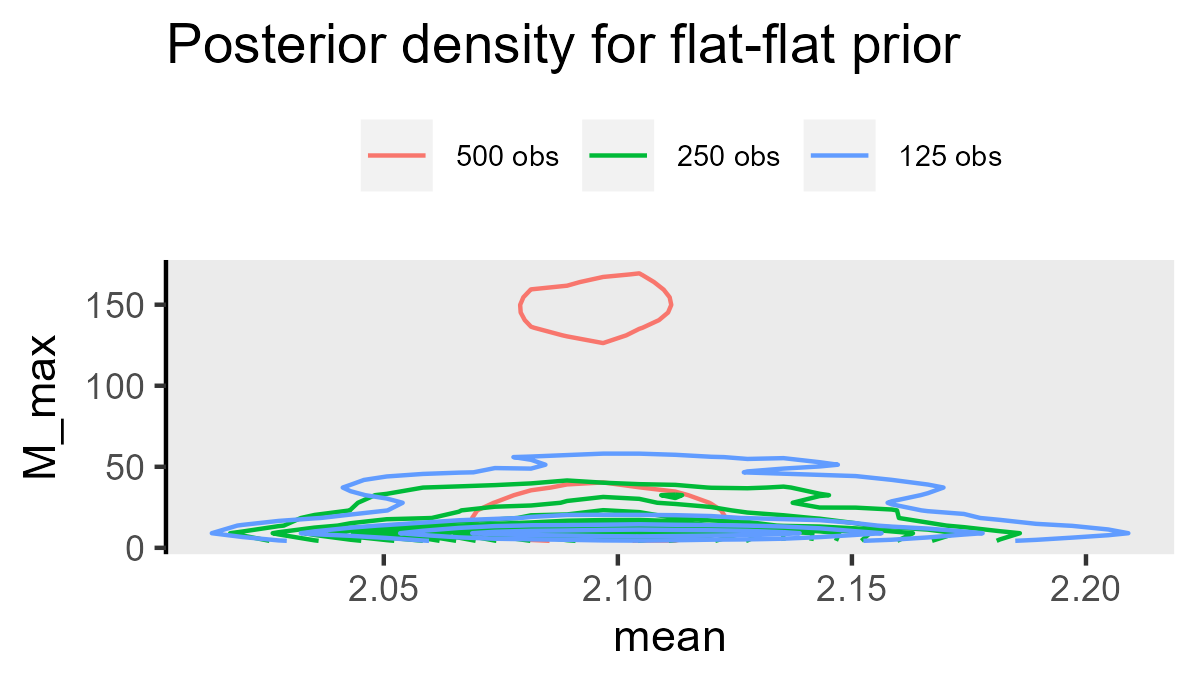 Posterior density for flat-flat prior
500 obs 250 obs 125 obs
M_max
150
100
50
0
2.05 2.10 2.15 2.20
mean